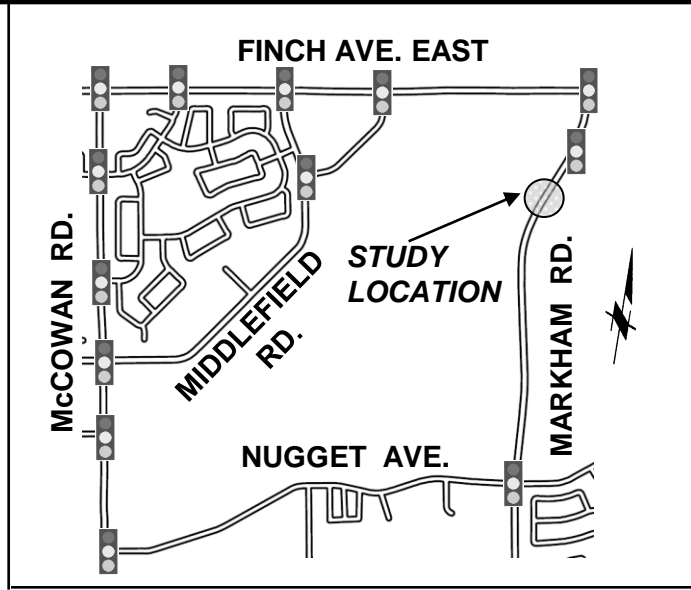 FINCH AVE. EAST
McCOWAN RD.
MIDDLEFIELD
RD.
STUDY
LOCATION
MARKHAM RD.
NUGGET AVE.